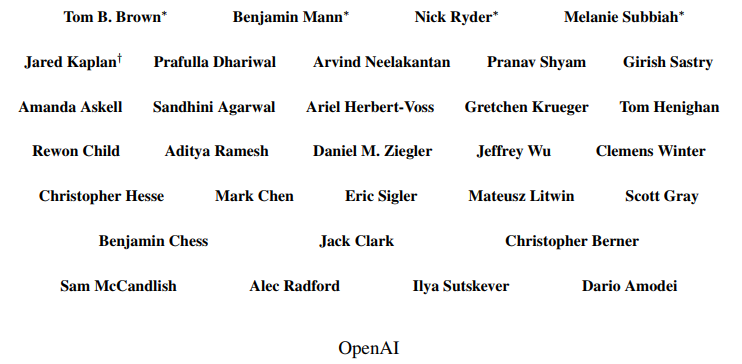 Tom B. Brown* Benjamin Mann* Nick Ryder* Melanie Subbiah*
Jared Kaplan† Prafulla Dhariwal Arvind Neelakantan Pranav Shyam Girish Sastry
Amanda Askell Sandhini Agarwal Ariel Herbert-Voss Gretchen Krueger Tom Henighan
Rewon Child Aditya Ramesh Daniel M. Ziegler Jeffrey Wu Clemens Winter
Christopher Hesse Mark Chen Eric Sigler Mateusz Litwin Scott Gray
Benjamin Chess Jack Clark Christopher Berner
Sam McCandlish Alec Radford Ilya Sutskever Dario Amodei
OpenAI